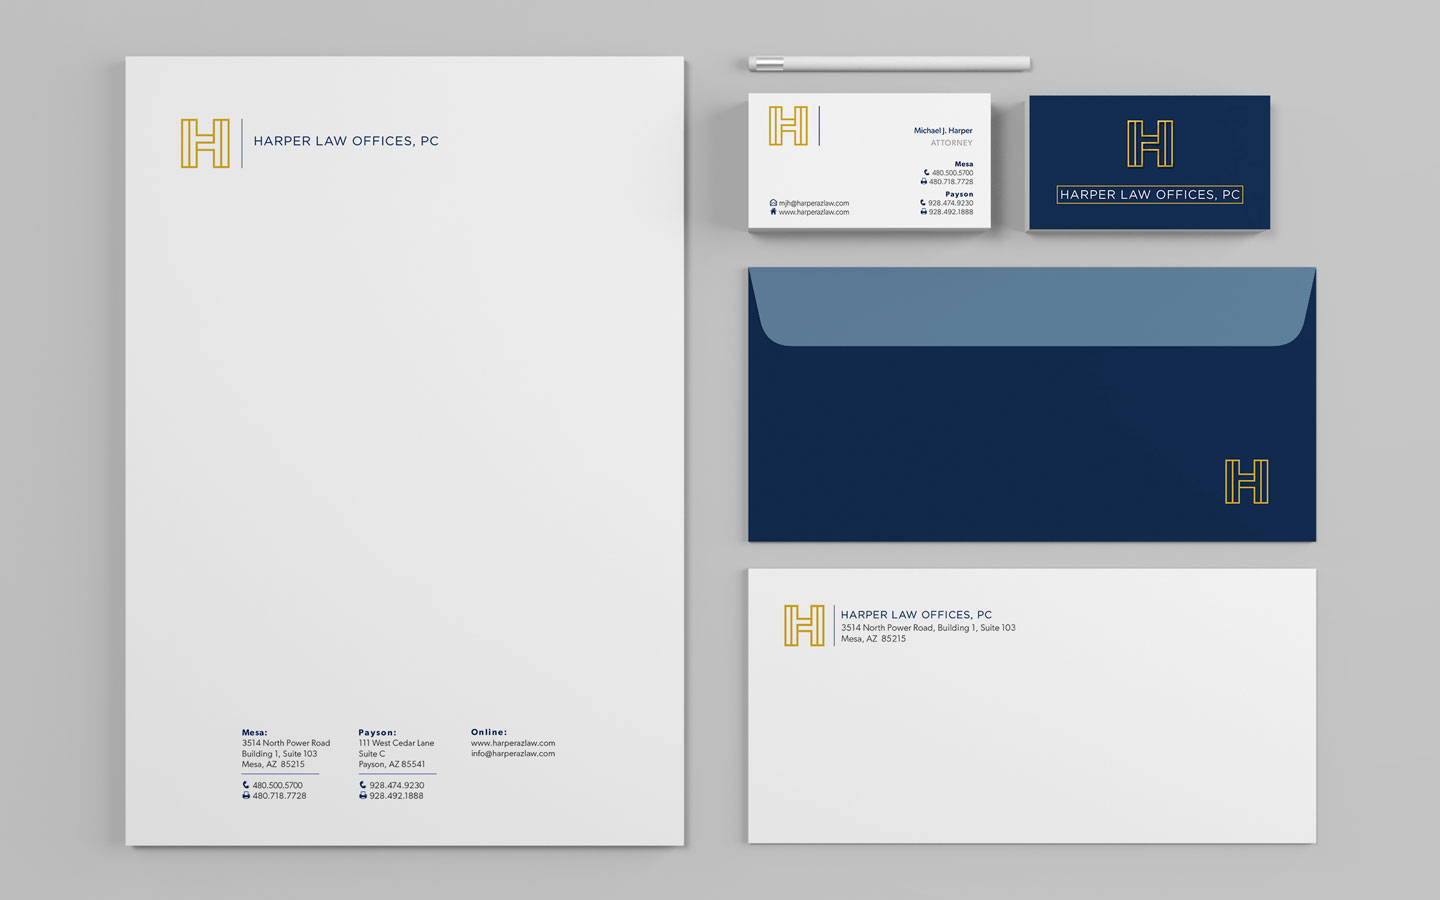 H
HARPER LAW OFFICES, PC
Mesa:
3514 North Power Road
Building 1, Suite 103
Mesa, AZ 85215
480.500.5700
480.718.7728
Payson:
111 West Cedar Lane
Suite C
Payson, AZ 85541
928.474.9230
928.492.1888
Online:
www.harperazlaw.com
info@harperazlaw.com
H
Michael J. Harper
ATTORNEY
Mesa
480.500.5700
480.718.7728
Payson
928.474.9230
928.492.1888
mjh@harperazlaw.com
www.harperazlaw.com
H
HARPER LAW OFFICES, PC
H
H
HARPER LAW OFFICES, PC
3514 North Power Road, Building 1, Suite 103
Mesa, AZ 85215